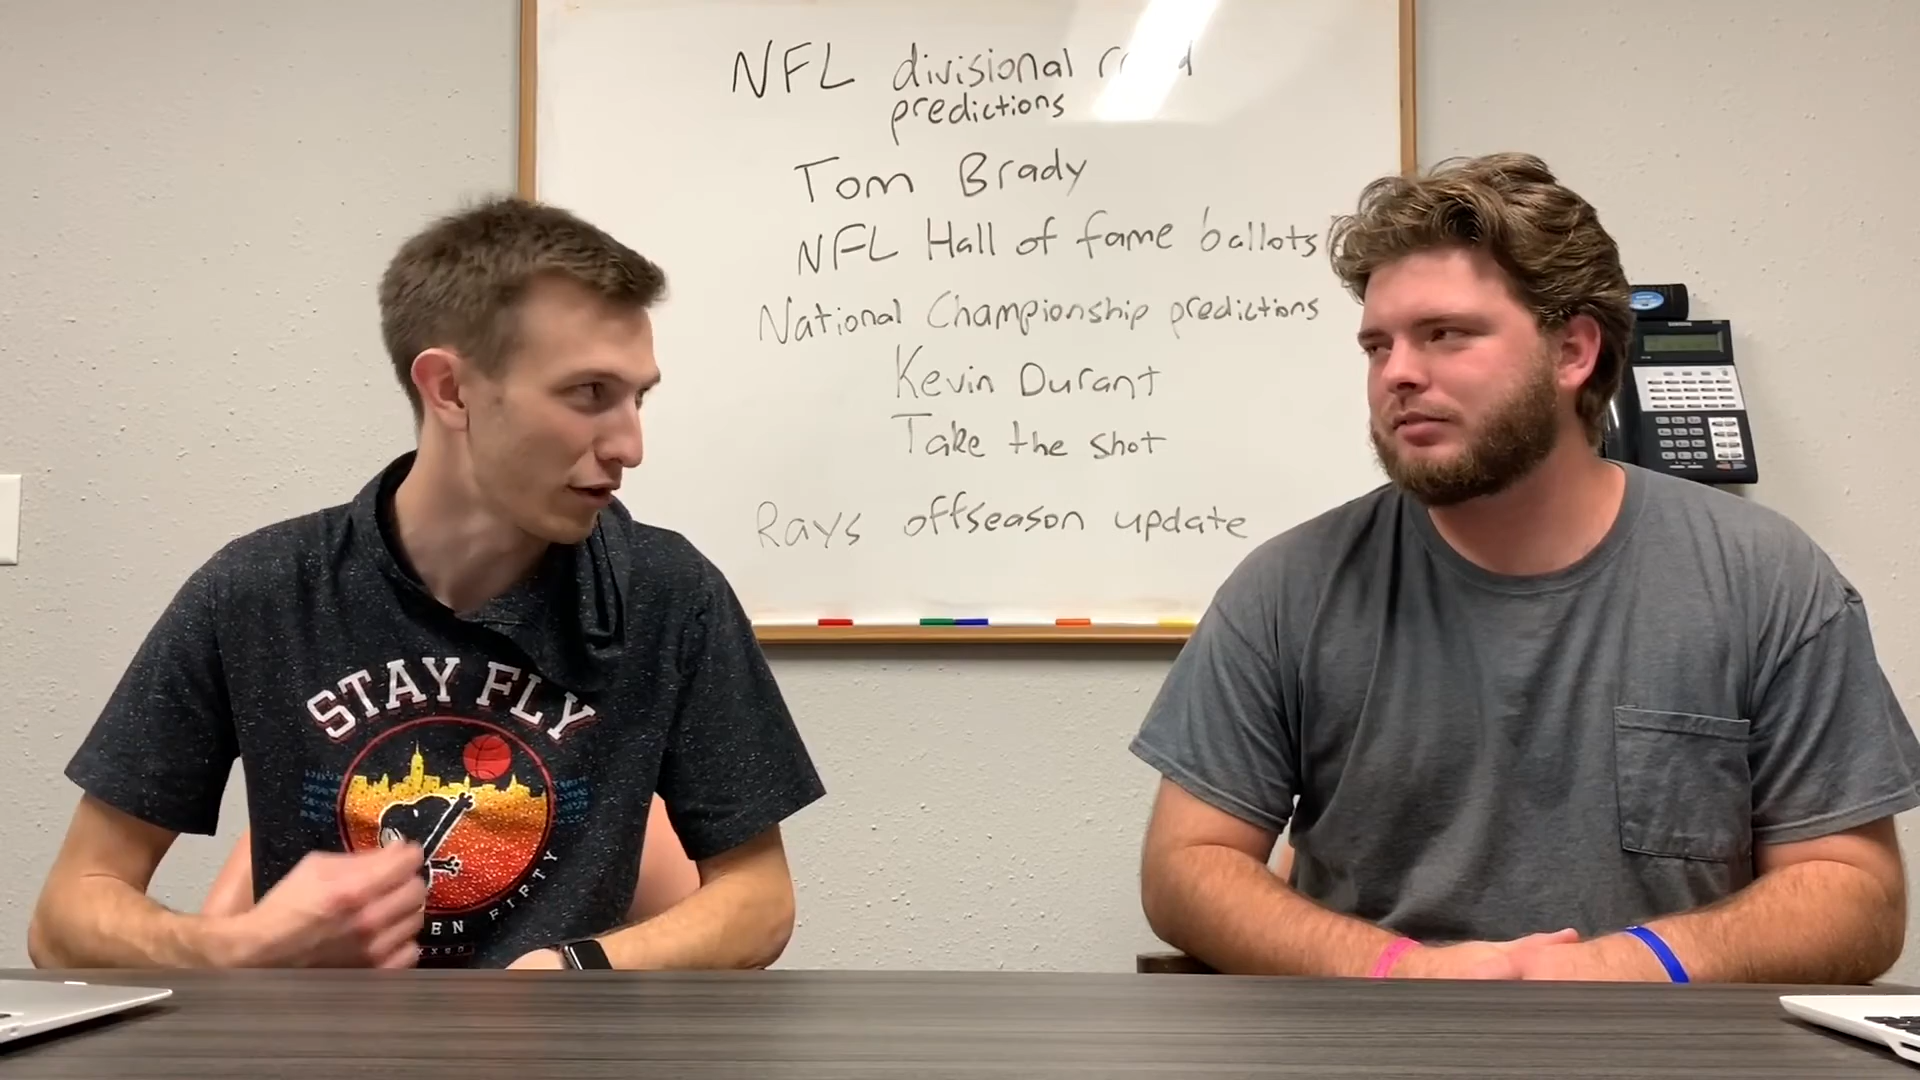 NFL divisional
predictions
Tom Brady
NFL Hall of fame ballots
National Championship predictions
Kevin Durant
Take the shot
Rays offseason update
STAY FLY
FIFTY